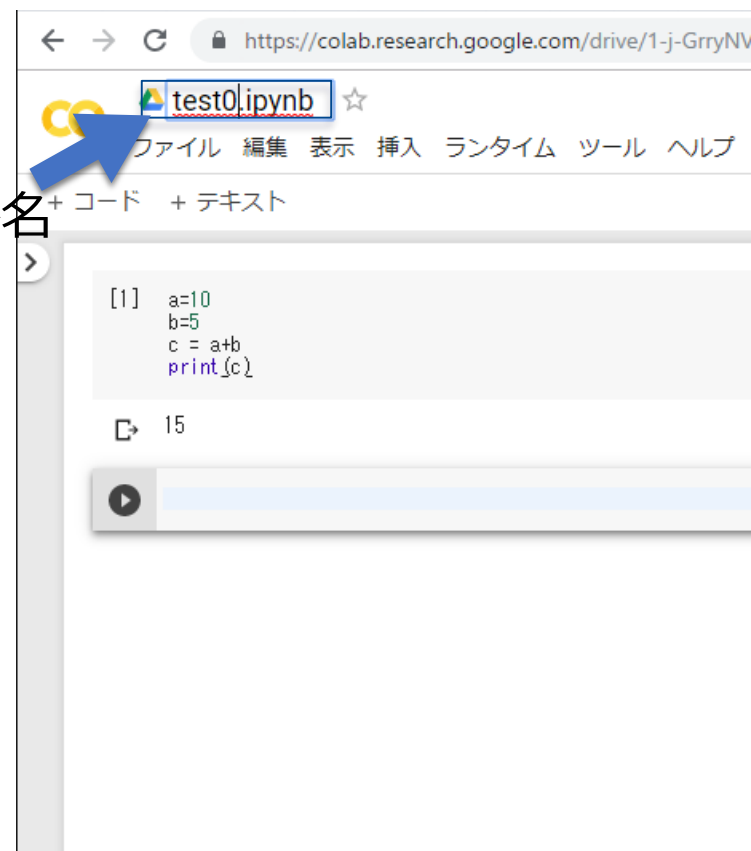 https://colab.research.google.com/drive/1-j-GrryNV
test0.ipynb
ファイル 編集 表示 挿入 ランタイム ツール ヘルプ
名
+ コード + テキスト
[1] a=10
b=5
c = a+b
print(c)
15